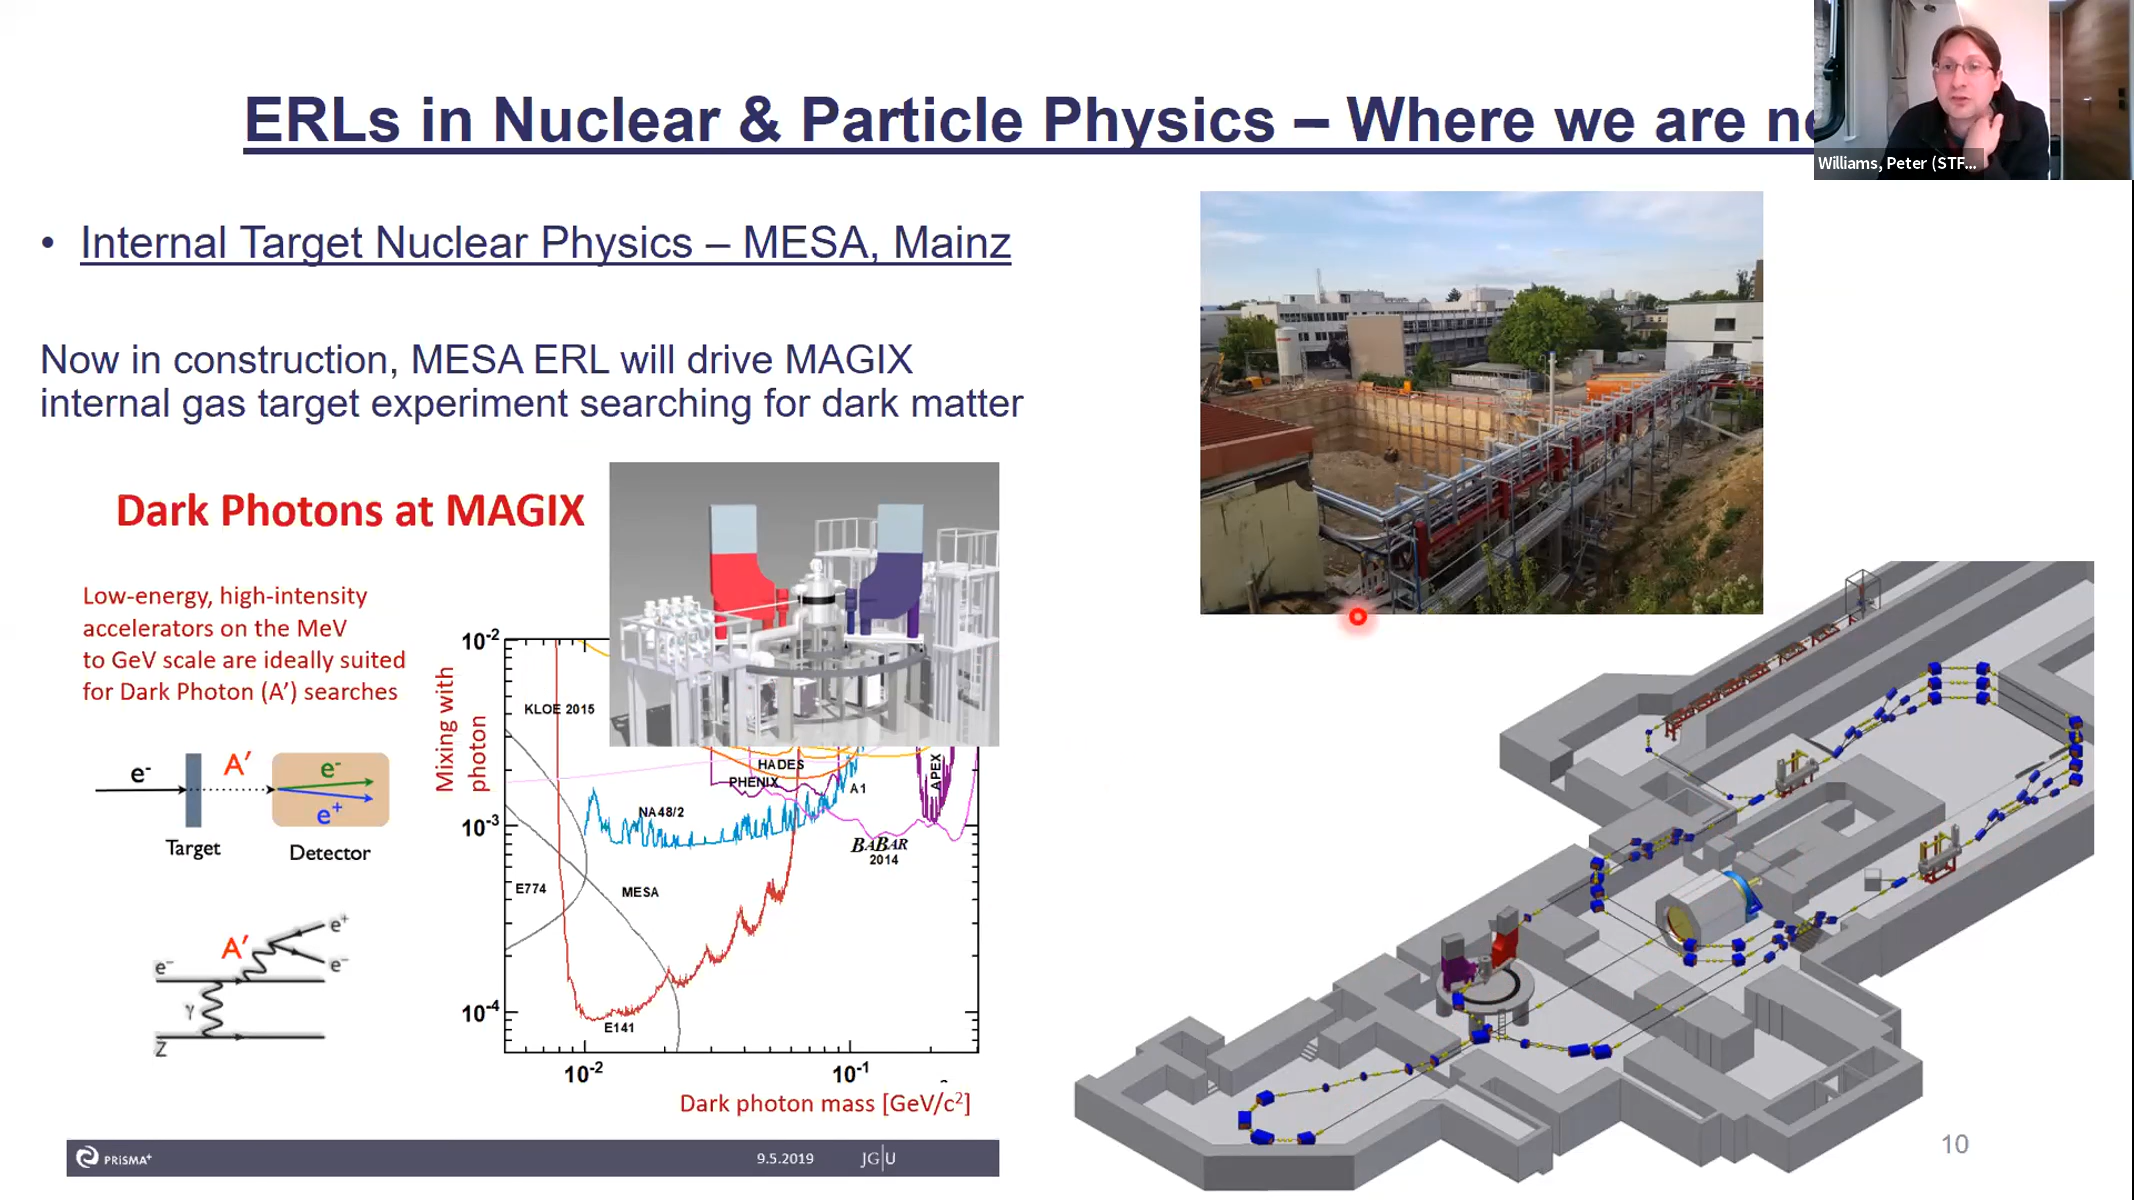 ERLs in Nuclear & Particle Physics – Where we are no
Williams, Peter (STF...
• Internal Target Nuclear Physics – MESA, Mainz
Now in construction, MESA ERL will drive MAGIX
internal gas target experiment searching for dark matter
Dark Photons at MAGIX
Low-energy, high-intensity
accelerators on the MeV
to GeV scale are ideally suited
for Dark Photon (A’) searches
e-
A’
e-
e+
Target
Detector
e−
A’
e+
e−
γ
Z
Mixing with
photon
10-2
10-3
10-4
KLOE 2015
HADES
PHENIX
A1
APEX
NA48/2
BABAR
2014
E774
MESA
E141
10-2
10-1
Dark photon mass [GeV/c2]
PRISMA+
9.5.2019
JG|U
10